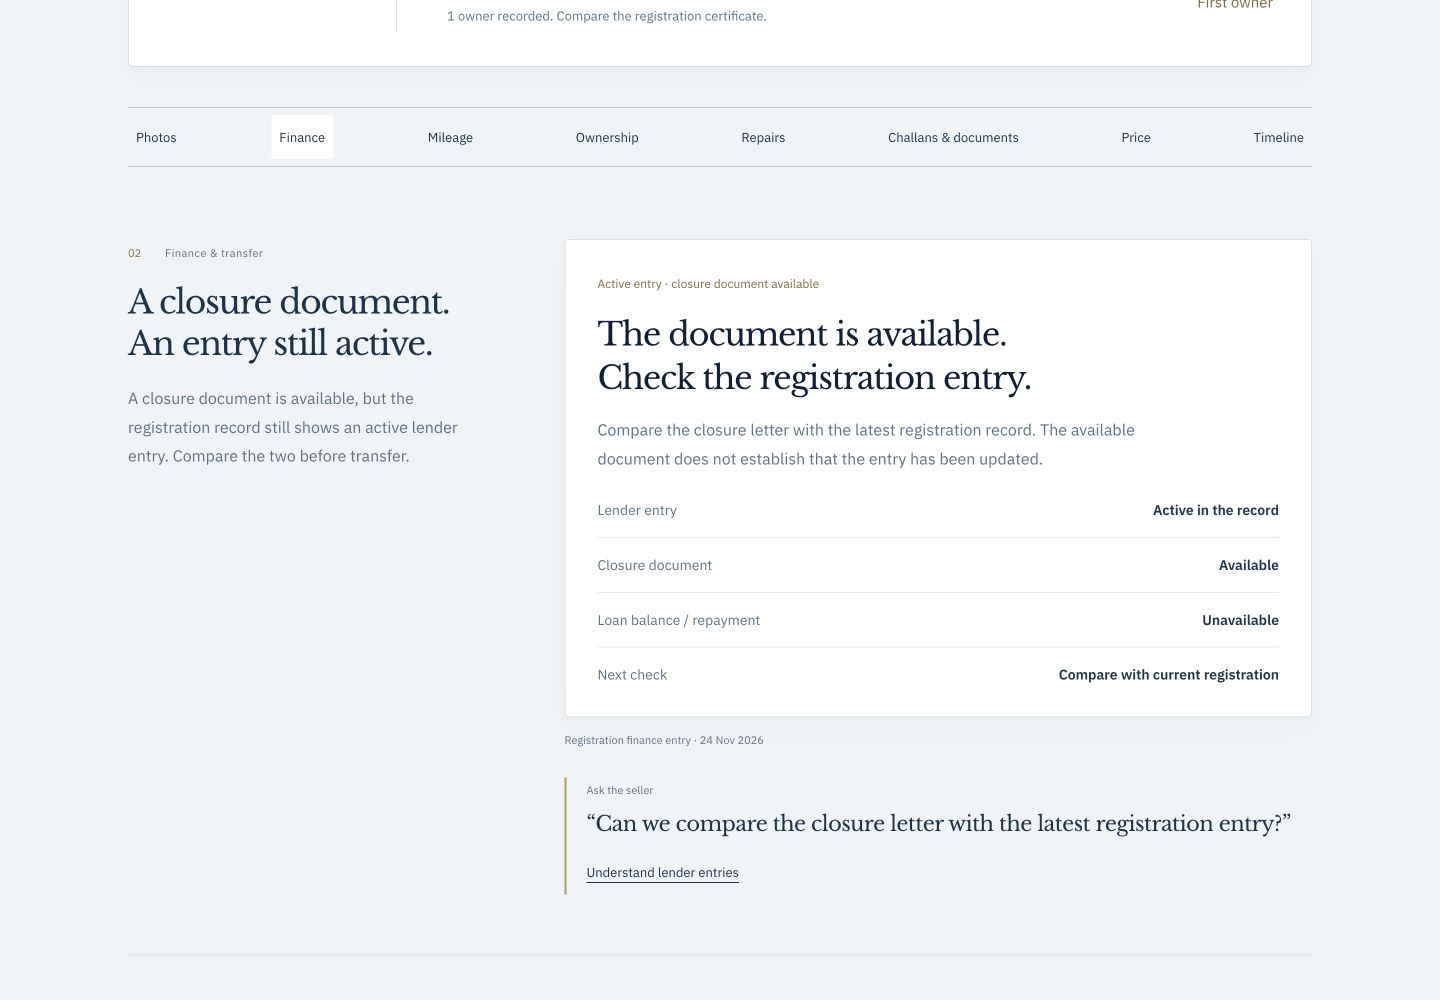 1 owner recorded. Compare the registration certificate.
First owner
Photos
Finance
Mileage
Ownership
Repairs
Challans & documents
Price
Timeline
02 Finance & transfer
A closure document.
An entry still active.
A closure document is available, but the
registration record still shows an active lender
entry. Compare the two before transfer.
Active entry · closure document available
The document is available.
Check the registration entry.
Compare the closure letter with the latest registration record. The available
document does not establish that the entry has been updated.
Lender entry Active in the record
Closure document Available
Loan balance / repayment Unavailable
Next check Compare with current registration
Registration finance entry · 24 Nov 2026
Ask the seller
“Can we compare the closure letter with the latest registration entry?”
Understand lender entries